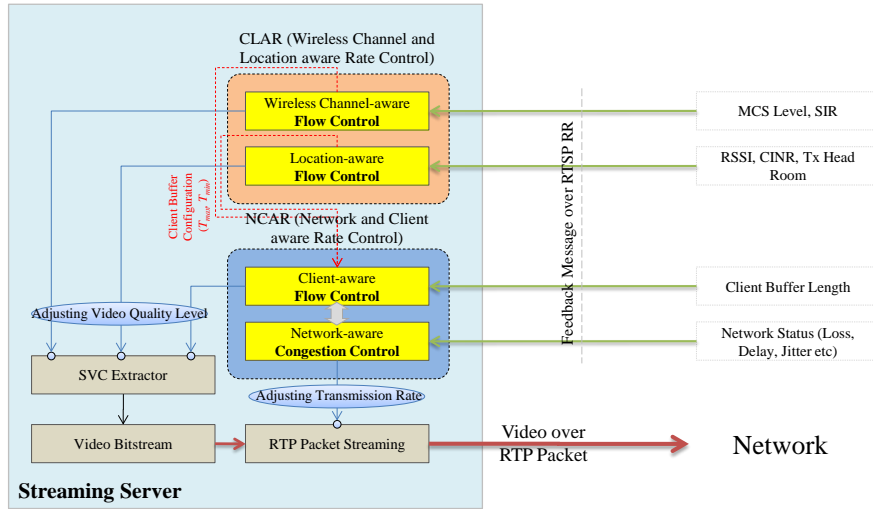 CLAR (Wireless Channel and
Location aware Rate Control)
Wireless Channel-aware
Flow Control
MCS Level, SIR
Location-aware
Flow Control
RSSI, CINR, Tx Head
Room
Client Buffer
Configuration
(Tmax, Tmin)
Feedback Message over RTSP RR
NCAR (Network and Client
aware Rate Control)
Client-aware
Flow Control
Client Buffer Length
Adjusting Video Quality Level
Network-aware
Congestion Control
Network Status (Loss,
Delay, Jitter etc)
SVC Extractor
Adjusting Transmission Rate
Video Bitstream
RTP Packet Streaming
Video over
RTP Packet
Network
Streaming Server